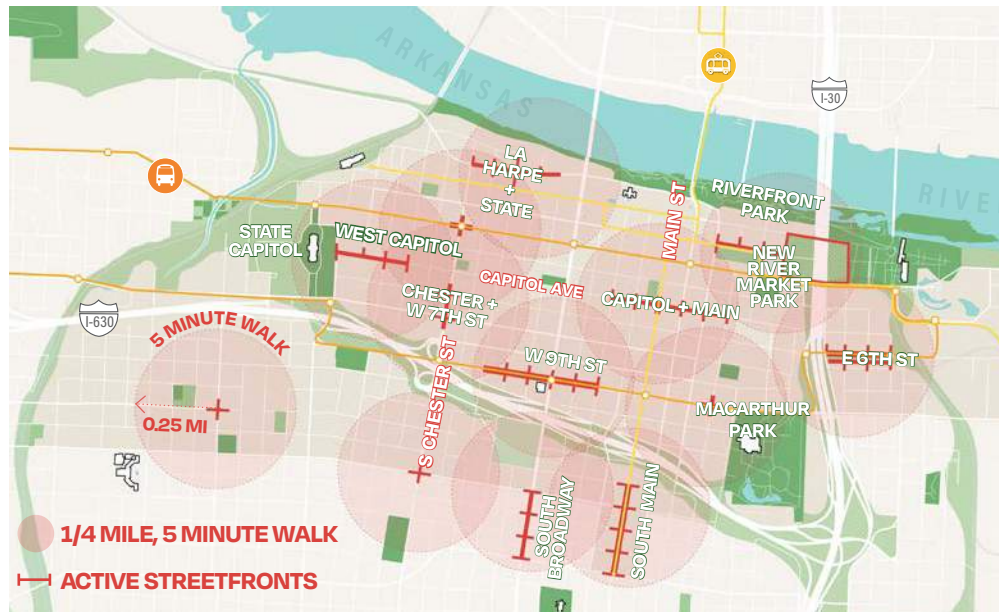 ARKANSAS
RIVE
I-30
LA
HARPE
+
STATE
MAIN ST
RIVERFRONT
PARK
STATE
CAPITOL
WEST CAPITOL
NEW
RIVER
MARKET
PARK
CAPITOL AVE
CHESTER +
W 7TH ST
CAPITOL + MAIN
I-630
5 MINUTE WALK
0.25 MI
S CHESTER ST
W 9TH ST
E 6TH ST
MACARTHUR
PARK
SOUTH
BROADWAY
SOUTH MAIN
1/4 MILE, 5 MINUTE WALK
ACTIVE STREETFRONTS